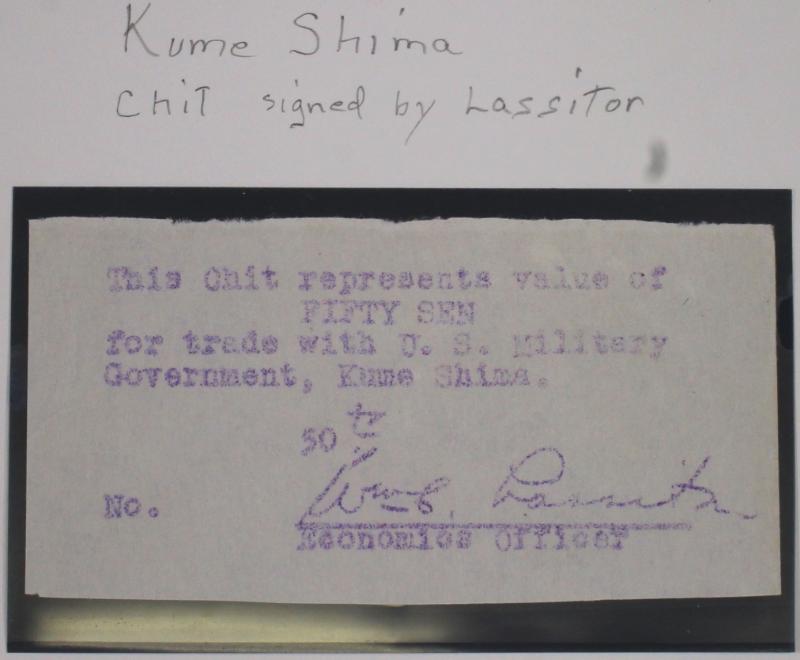 Kume Shima
Chit signed by Lassitor
This Chit represents value of
FIFTY SEN
for trade with U. S. Military
Government, Kume Shima.
50
No.
Lassiter
Economics Officer